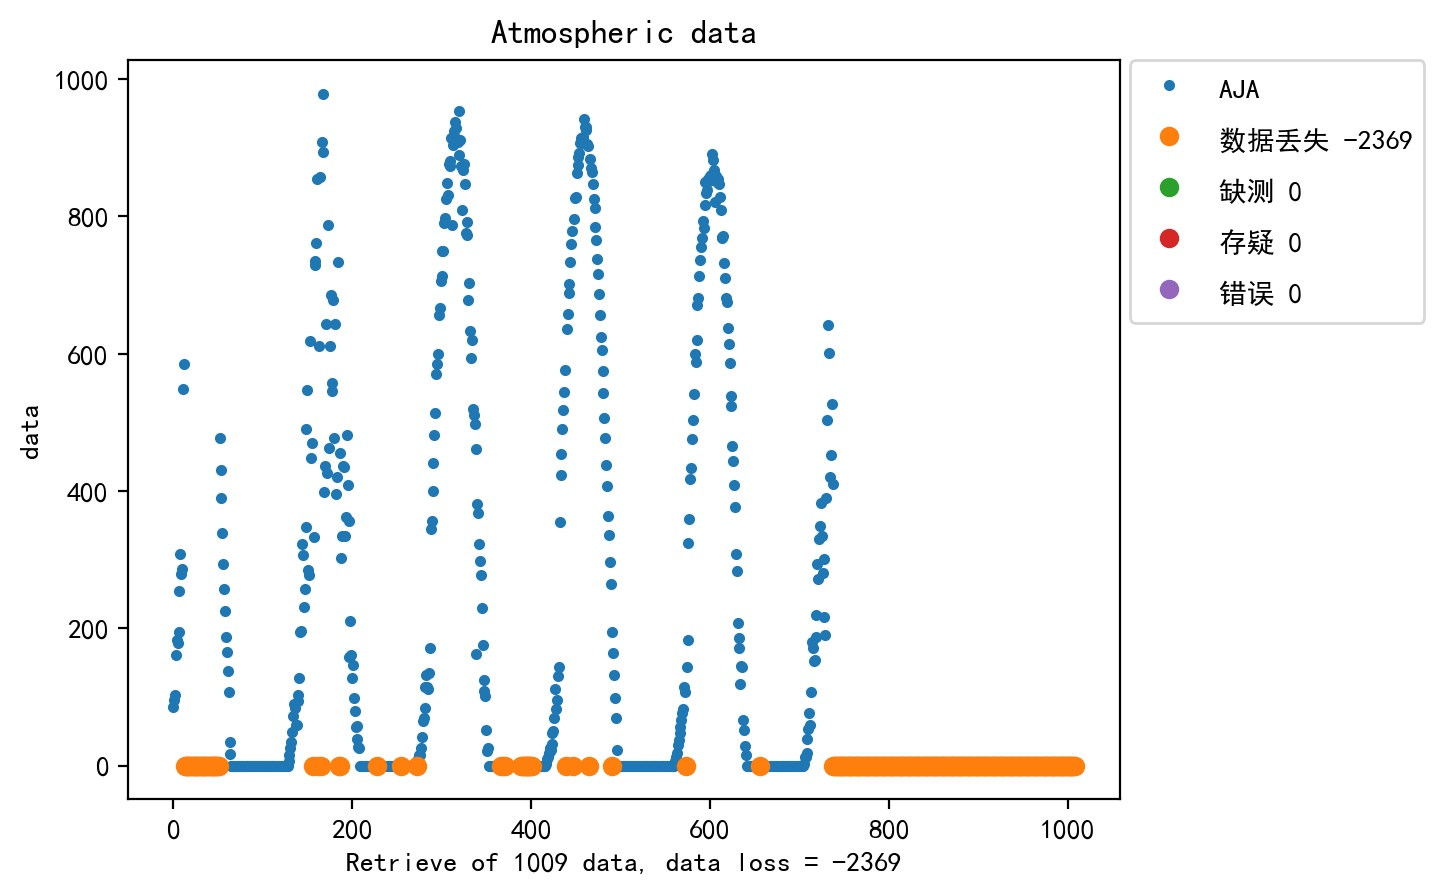 Atmospheric data
1000
800
600
400
200
0
data
0 200 400 600 800 1000
Retrieve of 1009 data, data loss = -2369
AJA
数据丢失 -2369
缺测 0
存疑 0
错误 0